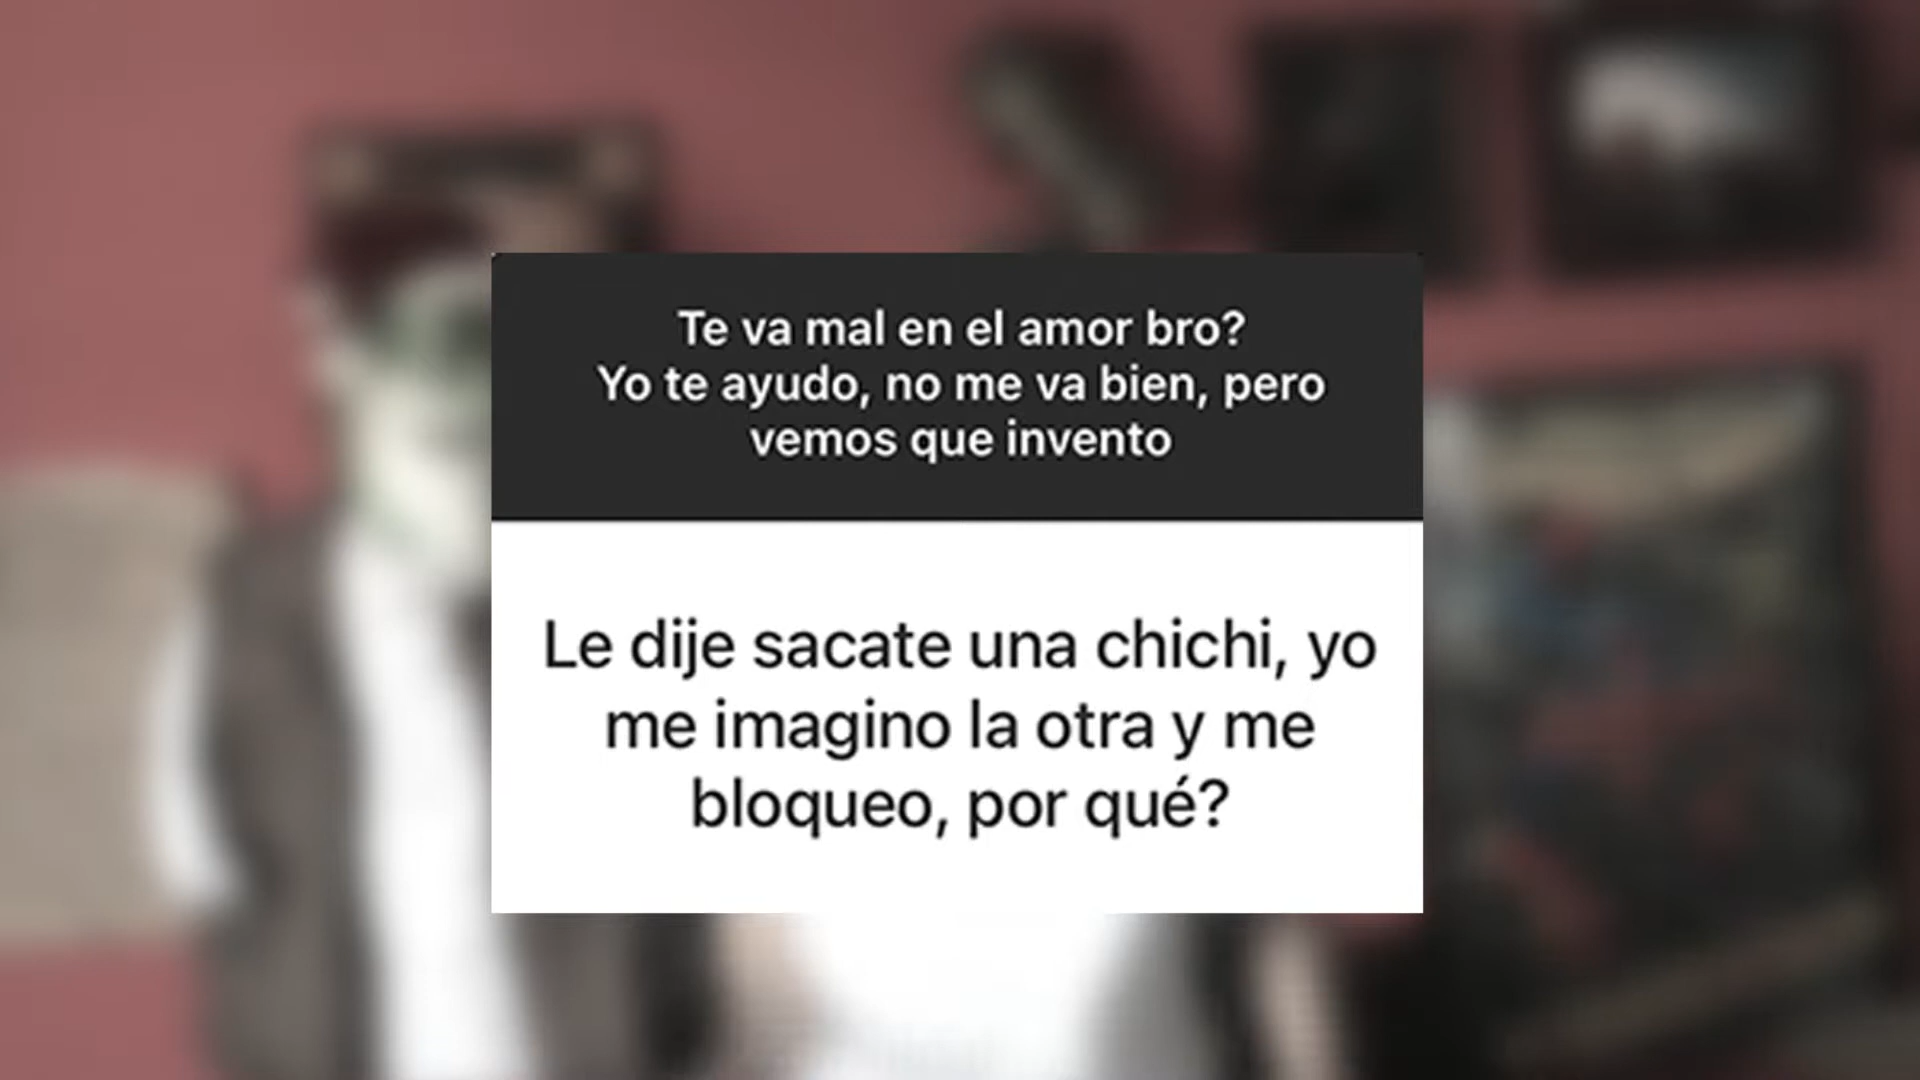 Te va mal en el amor bro?
Yo te ayudo, no me va bien, pero
vemos que invento
Le dije sacate una chichi, yo
me imagino la otra y me
bloqueo, por qué?